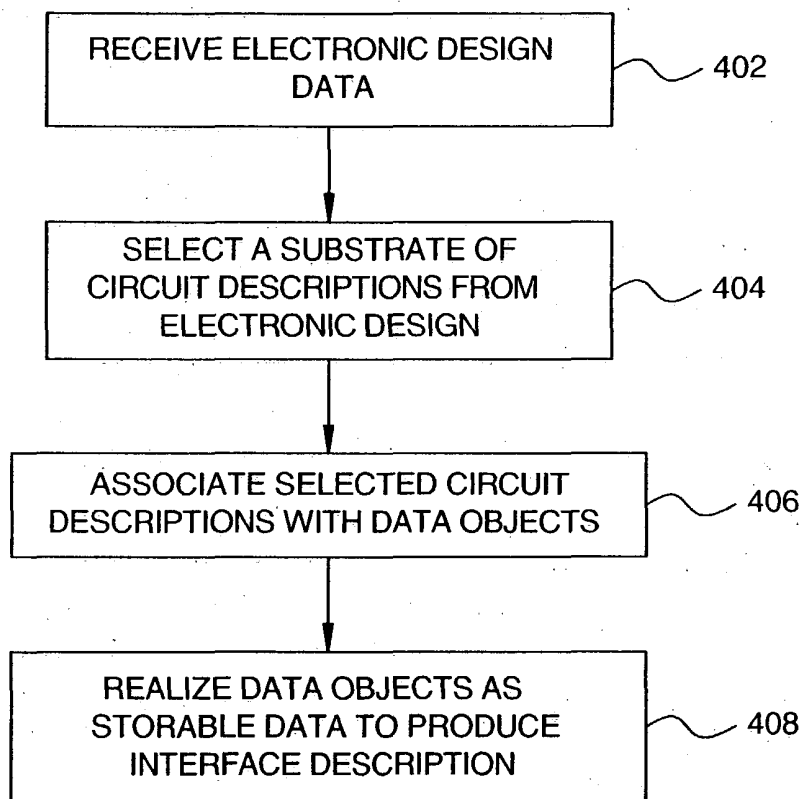 RECEIVE ELECTRONIC DESIGN
DATA
402
SELECT A SUBSTRATE OF
CIRCUIT DESCRIPTIONS FROM
ELECTRONIC DESIGN
404
ASSOCIATE SELECTED CIRCUIT
DESCRIPTIONS WITH DATA OBJECTS
406
REALIZE DATA OBJECTS AS
STORABLE DATA TO PRODUCE
INTERFACE DESCRIPTION
408